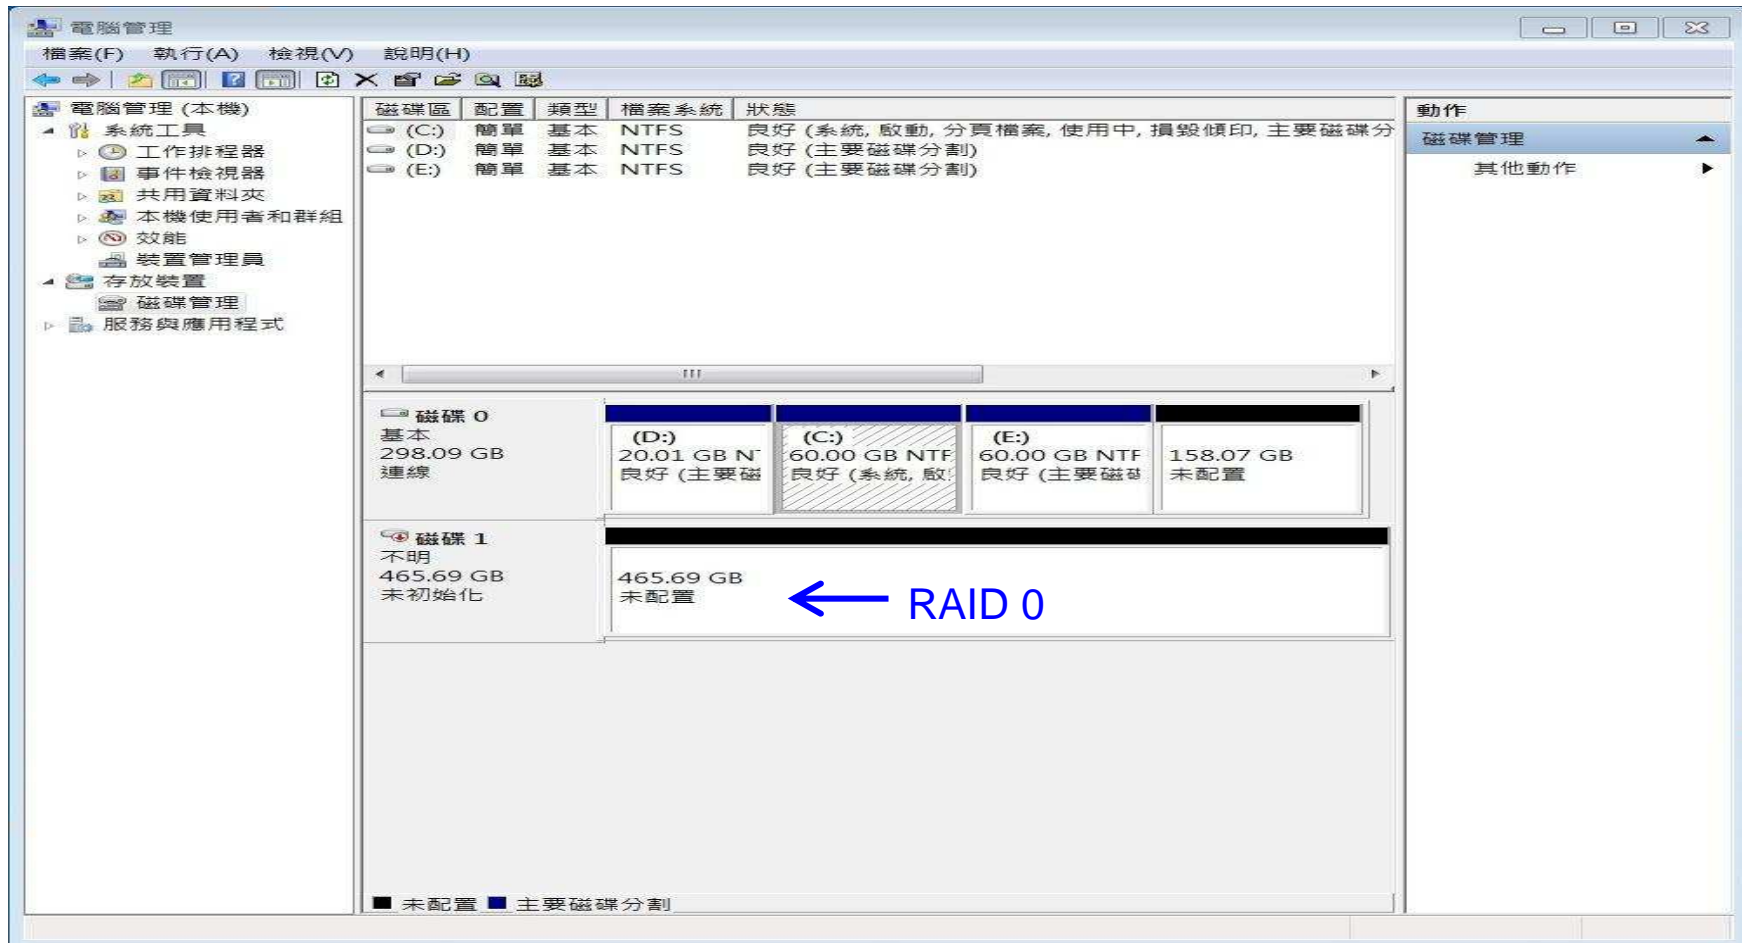 電腦管理
檔案(F) 執行(A) 檢視(V) 說明(H)
電腦管理 (本機)
系統工具
工作排程器
事件檢視器
共用資料夾
本機使用者和群組
效能
裝置管理員
存放裝置
磁碟管理
服務與應用程式
磁碟區 配置 類型 檔案系統 狀態
(C:) 簡單 基本 NTFS 良好 (系統, 啟動, 分頁檔案, 使用中, 損毀傾印, 主要磁碟分
(D:) 簡單 基本 NTFS 良好 (主要磁碟分割)
(E:) 簡單 基本 NTFS 良好 (主要磁碟分割)
磁碟 0
基本
298.09 GB
連線
(D:)
20.01 GB N
良好 (主要磁
(C:)
60.00 GB NTF
良好 (系統, 啟
(E:)
60.00 GB NTF
良好 (主要磁
158.07 GB
未配置
磁碟 1
不明
465.69 GB
未初始化
465.69 GB
未配置
RAID 0
未配置 主要磁碟分割
動作
磁碟管理
其他動作